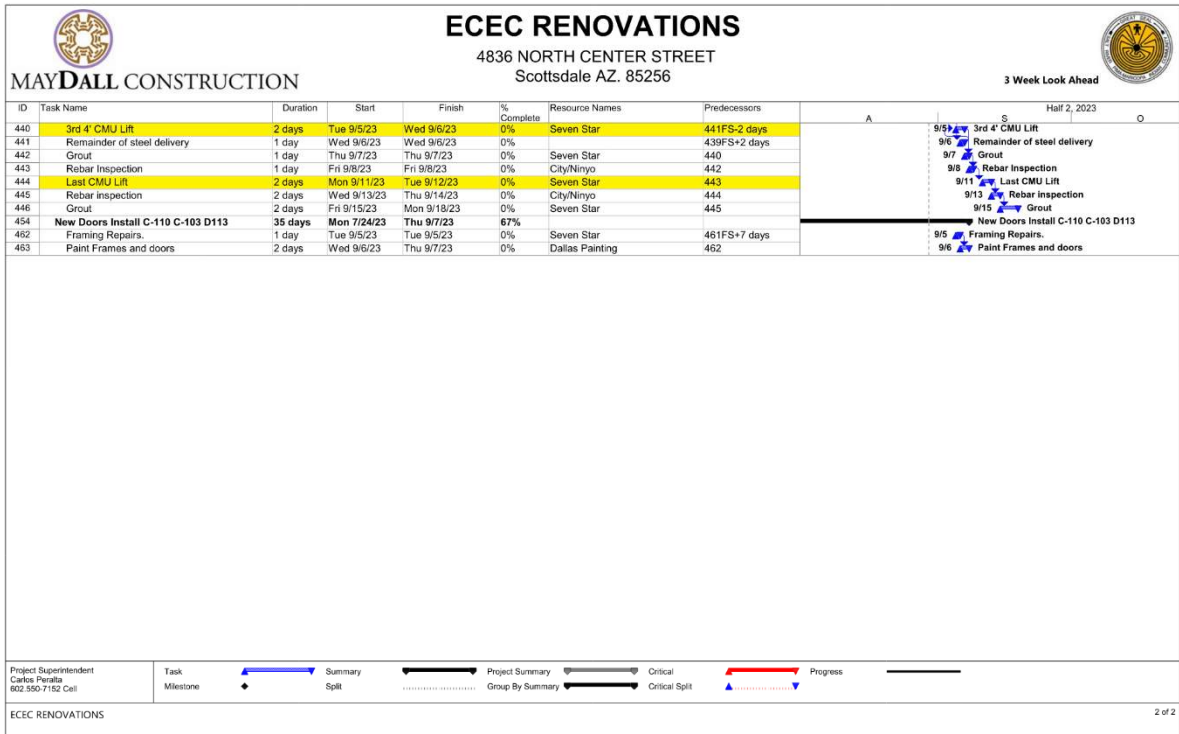 ECEC RENOVATIONS
4836 NORTH CENTER STREET
Scottsdale AZ. 85256
MAYDALL CONSTRUCTION
3 Week Look Ahead
GREAT SEAL
ID Task Name Duration Start Finish % Complete Resource Names Predecessors Half 2, 2023
A S O
440 3rd 4' CMU Lift 2 days Tue 9/5/23 Wed 9/6/23 0% Seven Star 441FS-2 days 9/5 3rd 4' CMU Lift
441 Remainder of steel delivery 1 day Wed 9/6/23 Wed 9/6/23 0% 439FS+2 days 9/6 Remainder of steel delivery
442 Grout 1 day Thu 9/7/23 Thu 9/7/23 0% Seven Star 440 9/7 Grout
443 Rebar Inspection 1 day Fri 9/8/23 Fri 9/8/23 0% City/Ninyo 442 9/8 Rebar Inspection
444 Last CMU Lift 2 days Mon 9/11/23 Tue 9/12/23 0% Seven Star 443 9/11 Last CMU Lift
445 Rebar inspection 2 days Wed 9/13/23 Thu 9/14/23 0% City/Ninyo 444 9/13 Rebar inspection
446 Grout 2 days Fri 9/15/23 Mon 9/18/23 0% Seven Star 445 9/15 Grout
454 New Doors Install C-110 C-103 D113 35 days Mon 7/24/23 Thu 9/7/23 67% New Doors Install C-110 C-103 D113
462 Framing Repairs. 1 day Tue 9/5/23 Tue 9/5/23 0% Seven Star 461FS+7 days 9/5 Framing Repairs.
463 Paint Frames and doors 2 days Wed 9/6/23 Thu 9/7/23 0% Dallas Painting 462 9/6 Paint Frames and doors
Project Superintendent
Carlos Peralta
602.550-7152 Cell
Task Summary Project Summary Critical Progress
Milestone Split Group By Summary Critical Split
ECEC RENOVATIONS
2 of 2